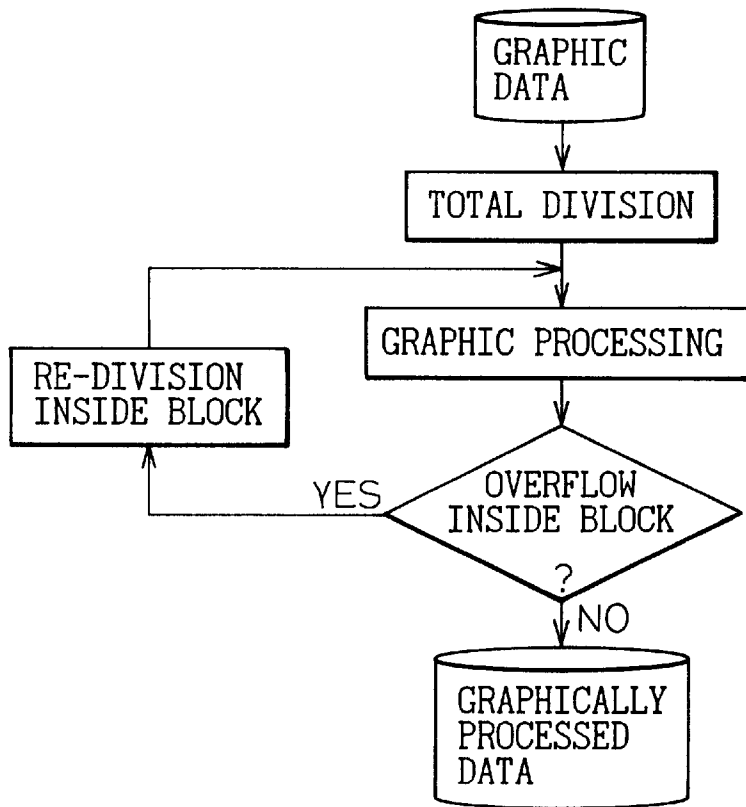 GRAPHIC
DATA
TOTAL DIVISION
GRAPHIC PROCESSING
RE-DIVISION
INSIDE BLOCK
OVERFLOW
INSIDE BLOCK
?
YES
NO
GRAPHICALLY
PROCESSED
DATA